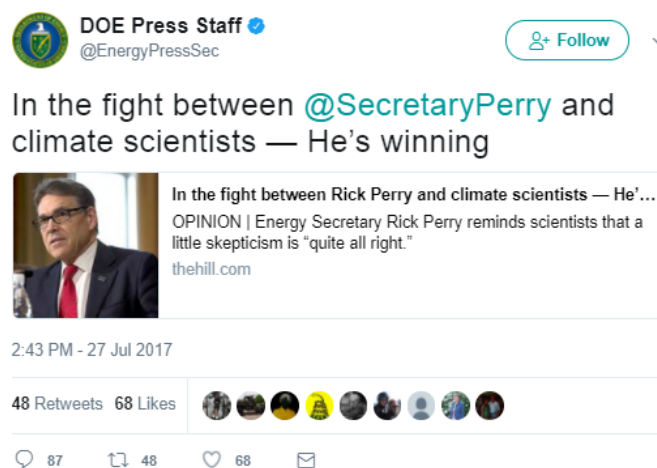 DOE Press Staff
@EnergyPressSec
Follow
In the fight between @SecretaryPerry and
climate scientists — He’s winning
In the fight between Rick Perry and climate scientists — He’...
OPINION | Energy Secretary Rick Perry reminds scientists that a
little skepticism is “quite all right.”
thehill.com
2:43 PM - 27 Jul 2017
48 Retweets 68 Likes
87 48 68